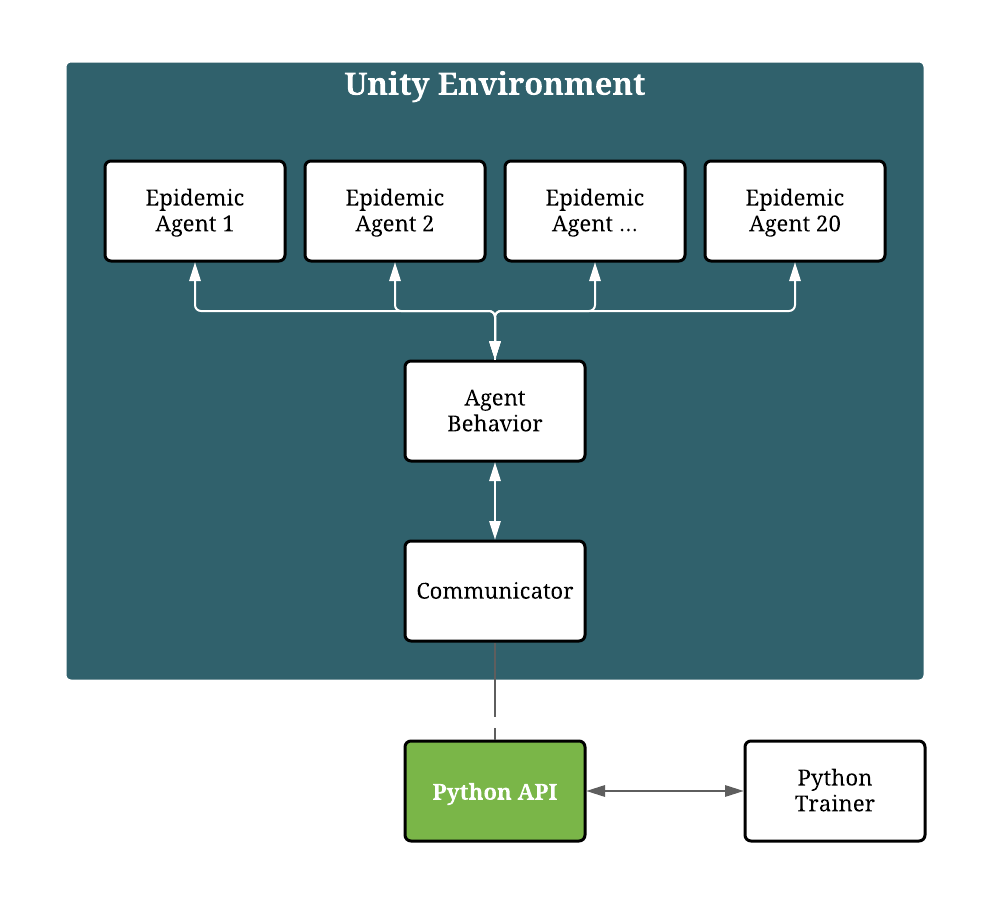 Unity Environment
Epidemic
Agent 1
Epidemic
Agent 2
Epidemic
Agent ...
Epidemic
Agent 20
Agent
Behavior
Communicator
Python API
Python
Trainer